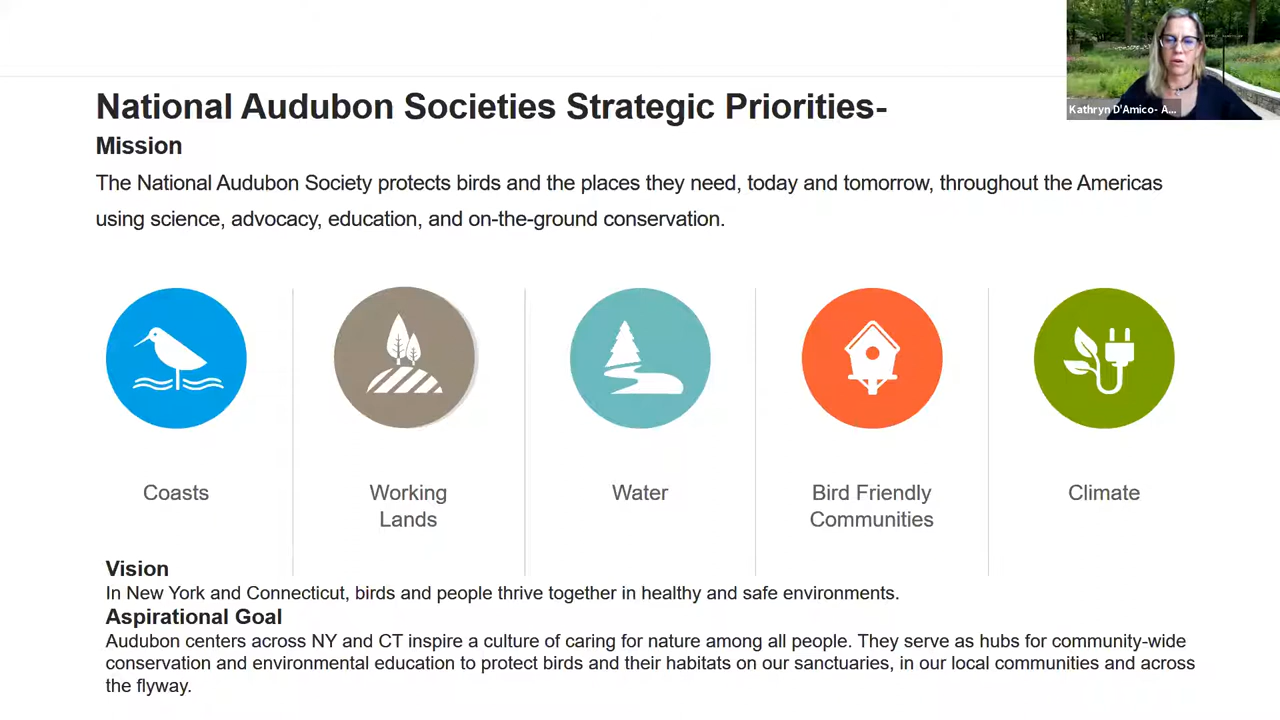 National Audubon Societies Strategic Priorities-
Mission
The National Audubon Society protects birds and the places they need, today and tomorrow, throughout the Americas
using science, advocacy, education, and on-the-ground conservation.
Kathryn D'Amico- A...
Coasts
Working
Lands
Water
Bird Friendly
Communities
Climate
Vision
In New York and Connecticut, birds and people thrive together in healthy and safe environments.
Aspirational Goal
Audubon centers across NY and CT inspire a culture of caring for nature among all people. They serve as hubs for community-wide
conservation and environmental education to protect birds and their habitats on our sanctuaries, in our local communities and across
the flyway.